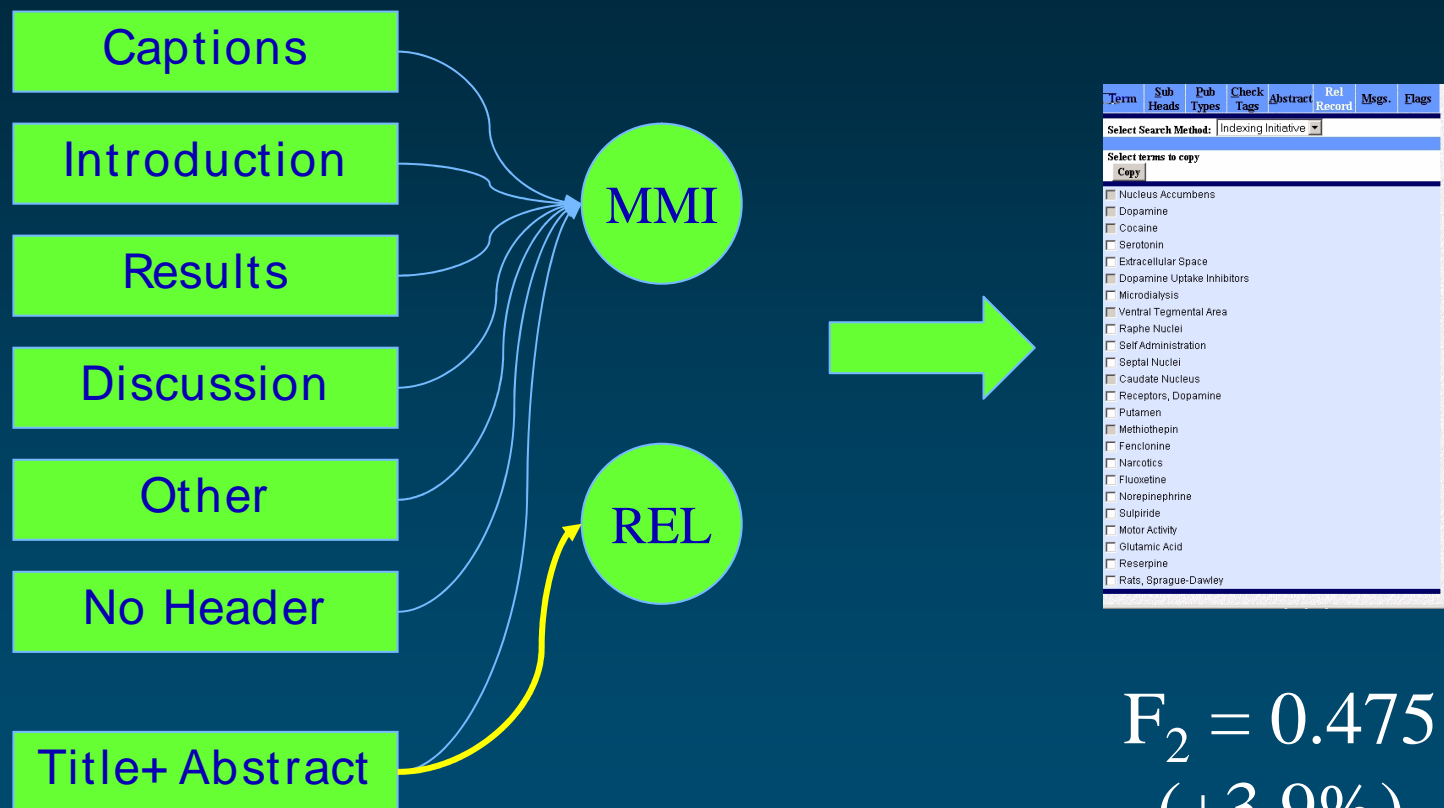 Captions
Introduction
Results
Discussion
Other
No Header
Title+ Abstract
MMI
REL
Term Sub Heads Pub Types Check Tags Abstract Rel Record Msgs. Flags
Select Search Method: Indexing Initiative
Select terms to copy
Copy
Nucleus Accumbens
Dopamine
Cocaine
Serotonin
Extracellular Space
Dopamine Uptake Inhibitors
Microdialysis
Ventral Tegmental Area
Raphe Nuclei
Self Administration
Septal Nuclei
Caudate Nucleus
Receptors, Dopamine
Putamen
Methiothepin
Fenclonine
Narcotics
Fluoxetine
Norepinephrine
Sulpiride
Motor Activity
Glutamic Acid
Reserpine
Rats, Sprague-Dawley
F₂ = 0.475
(+3.9%)